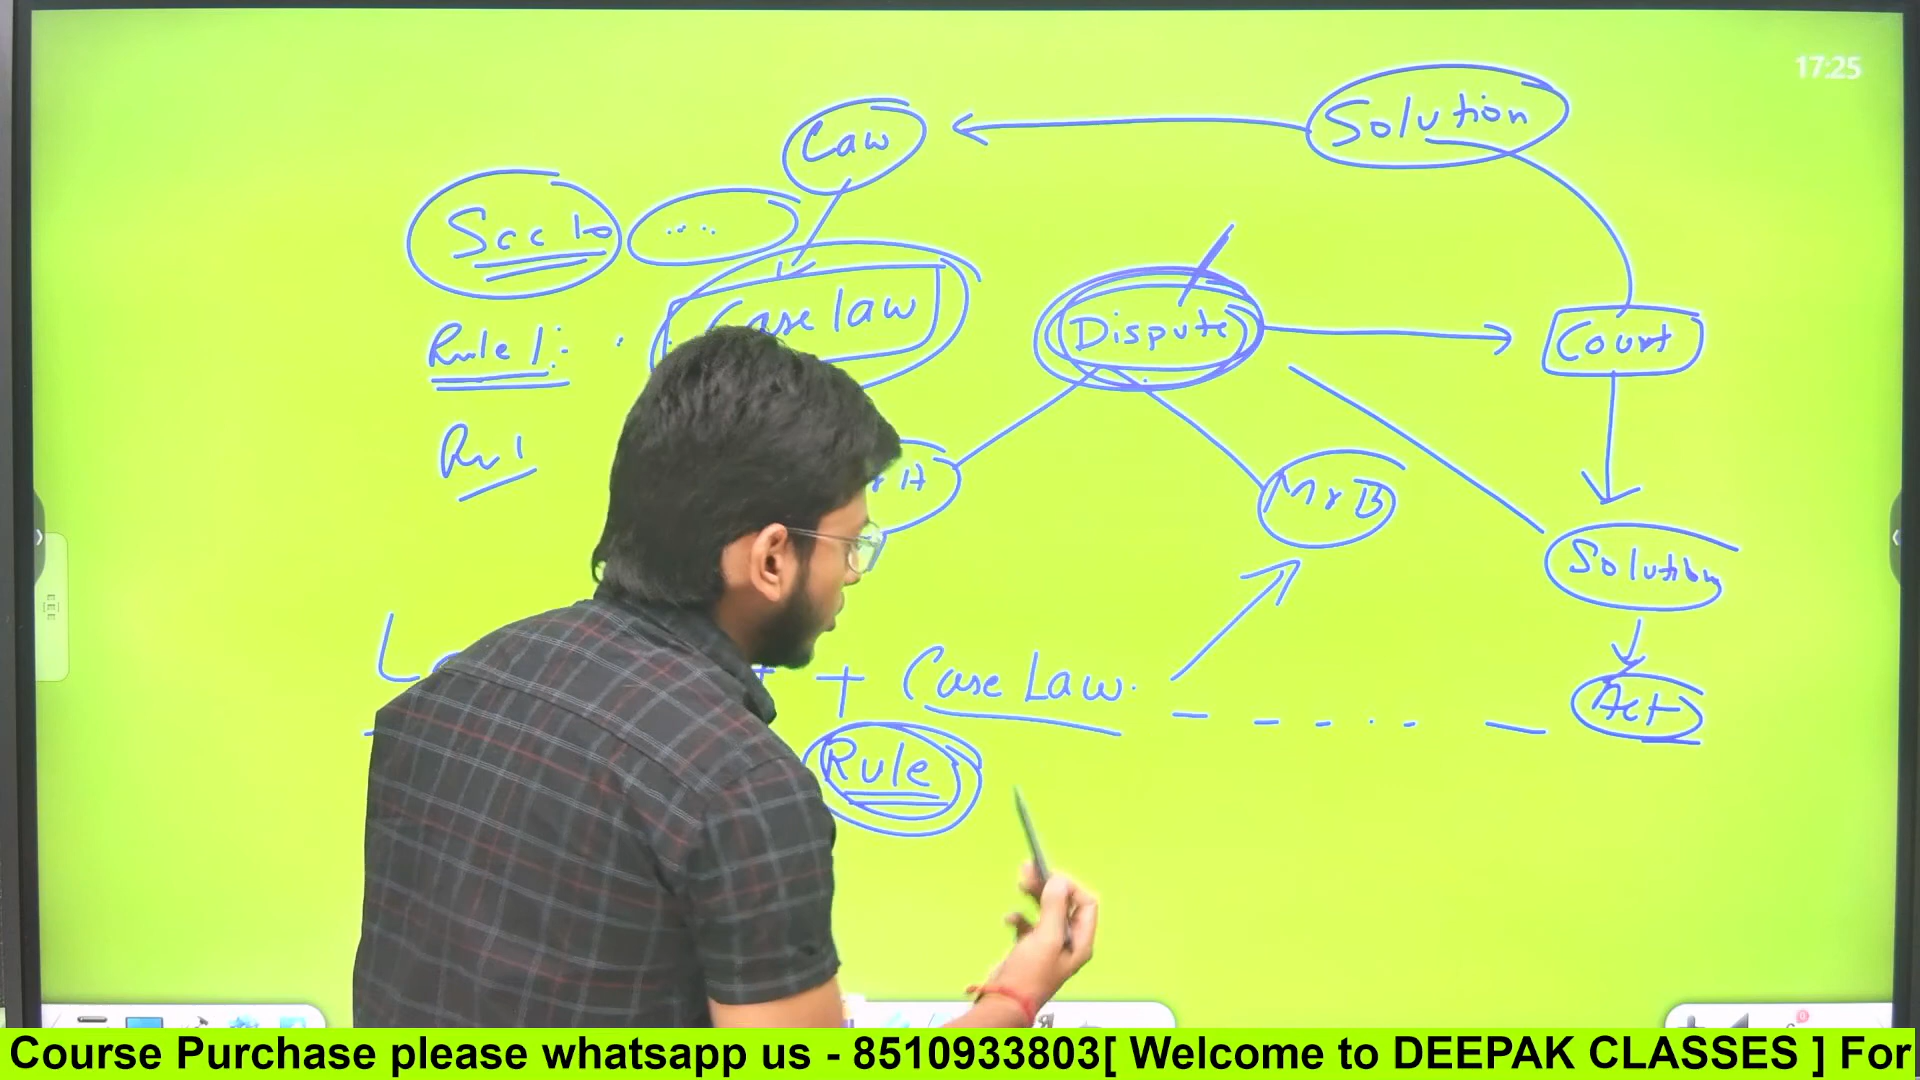 17:25
Solution
Law
Sec 10 ....
Case law
Rule 1:-
Dispute
Court
Mr B
Solution
+ Case Law.
Act
Rule
Course Purchase please whatsapp us - 8510933803[ Welcome to DEEPAK CLASSES ] For